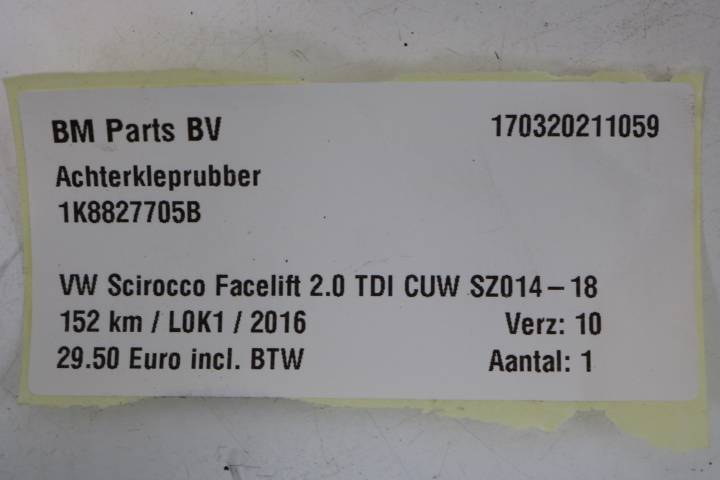 BM Parts BV 170320211059
Achterkleprubber
1K8827705B
VW Scirocco Facelift 2.0 TDI CUW SZ014-18
152 km / L0K1 / 2016 Verz: 10
29.50 Euro incl. BTW Aantal: 1